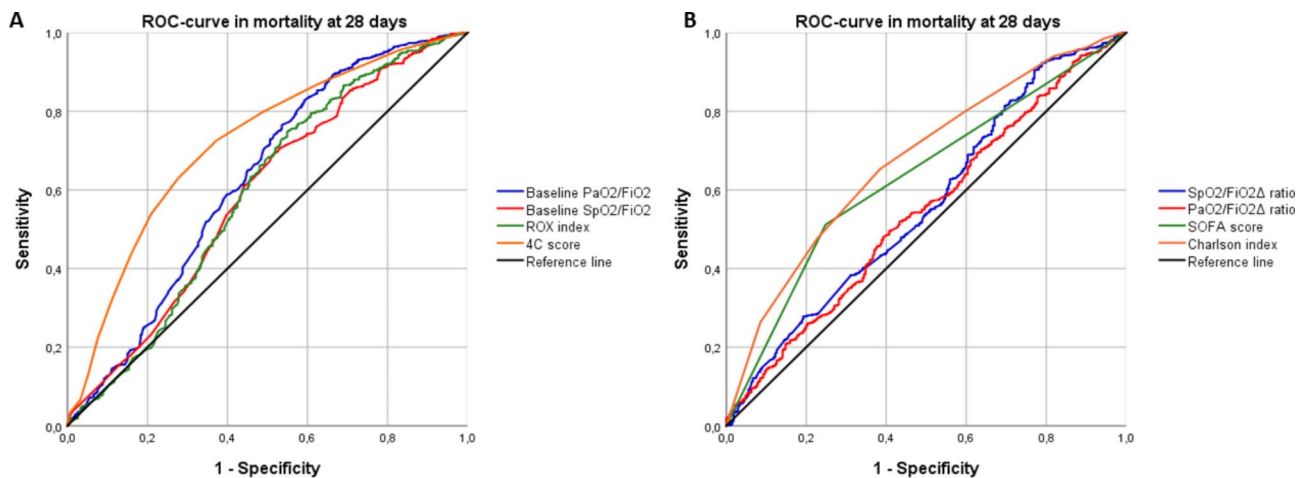 A
ROC-curve in mortality at 28 days
1,0
0,8
0,6
0,4
0,2
0,0
Sensitivity
0,0 0,2 0,4 0,6 0,8 1,0
1 - Specificity
Baseline PaO2/FiO2
Baseline SpO2/FiO2
ROX index
4C score
Reference line
B
ROC-curve in mortality at 28 days
1,0
0,8
0,6
0,4
0,2
0,0
Sensitivity
0,0 0,2 0,4 0,6 0,8 1,0
1 - Specificity
SpO2/FiO2Δ ratio
PaO2/FiO2Δ ratio
SOFA score
Charlson index
Reference line